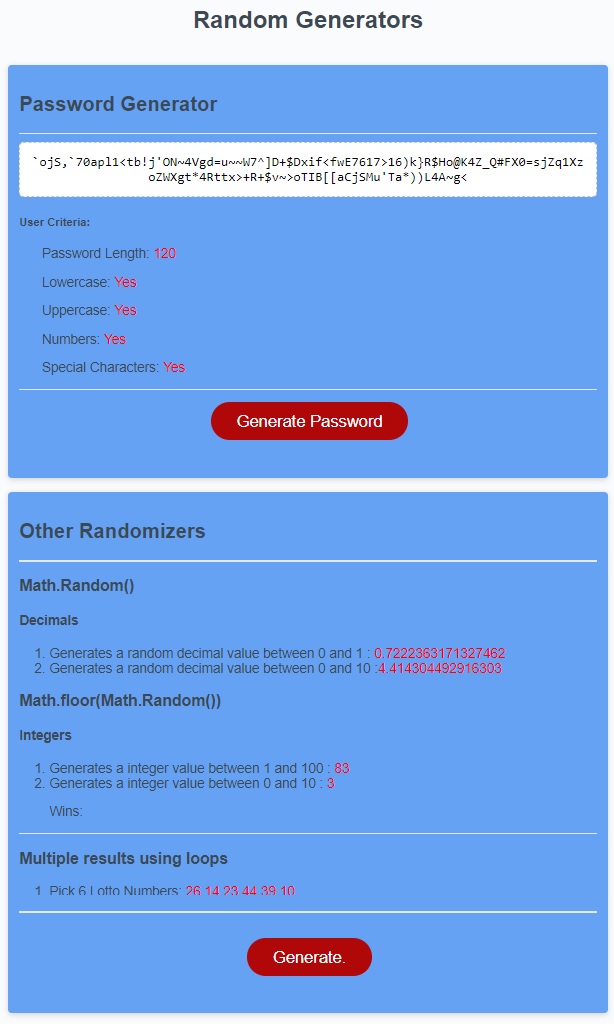 Random Generators
Password Generator
`ojS,`70apl1<tb!j'ON~4Vgd=u~~W7^]D+$Dxif<fwE7617>16)k}R$Ho@K4Z_Q#FX0=sjZq1Xz
oZWXgt*4Rttx>+R+$v~>oTIB[[aCjSMu'Ta*))L4A~g<
User Criteria:
Password Length: 120
Lowercase: Yes
Uppercase: Yes
Numbers: Yes
Special Characters: Yes
Generate Password
Other Randomizers
Math.Random()
Decimals
1. Generates a random decimal value between 0 and 1 : 0.7222363171327462
2. Generates a random decimal value between 0 and 10 :4.414304492916303
Math.floor(Math.Random())
Integers
1. Generates a integer value between 1 and 100 : 83
2. Generates a integer value between 0 and 10 : 3
Wins:
Multiple results using loops
1. Pick 6 Lotto Numbers: 26 14 23 44 39 10
Generate.